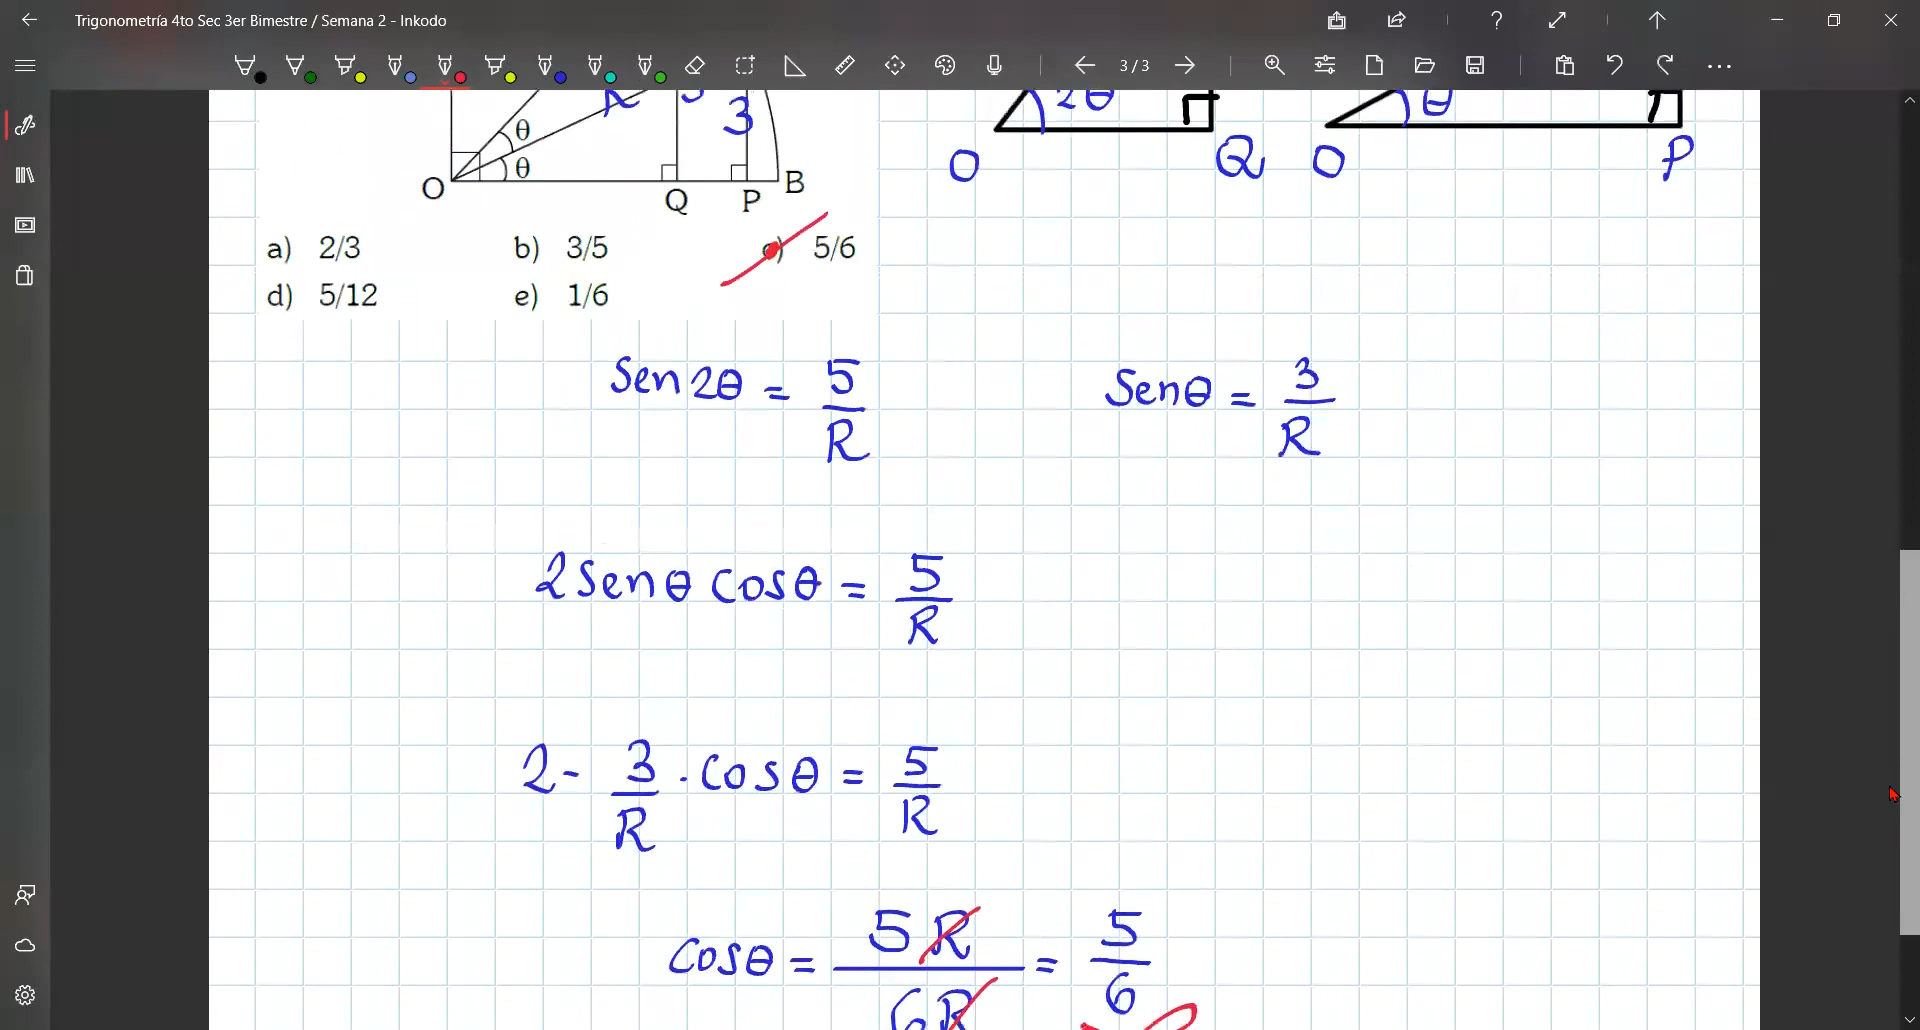 Trigonometría 4to Sec 3er Bimestre / Semana 2 - Inkodo
3 / 3
θ
θ
R
3
O
Q
P
B
2θ
O
Q
θ
O
P
a) 2/3
b) 3/5
c) 5/6
d) 5/12
e) 1/6
Sen 2θ = 5/R
Senθ = 3/R
2 Senθ Cosθ = 5/R
2 - 3/R . Cosθ = 5/R
Cosθ = 5R/6R = 5/6